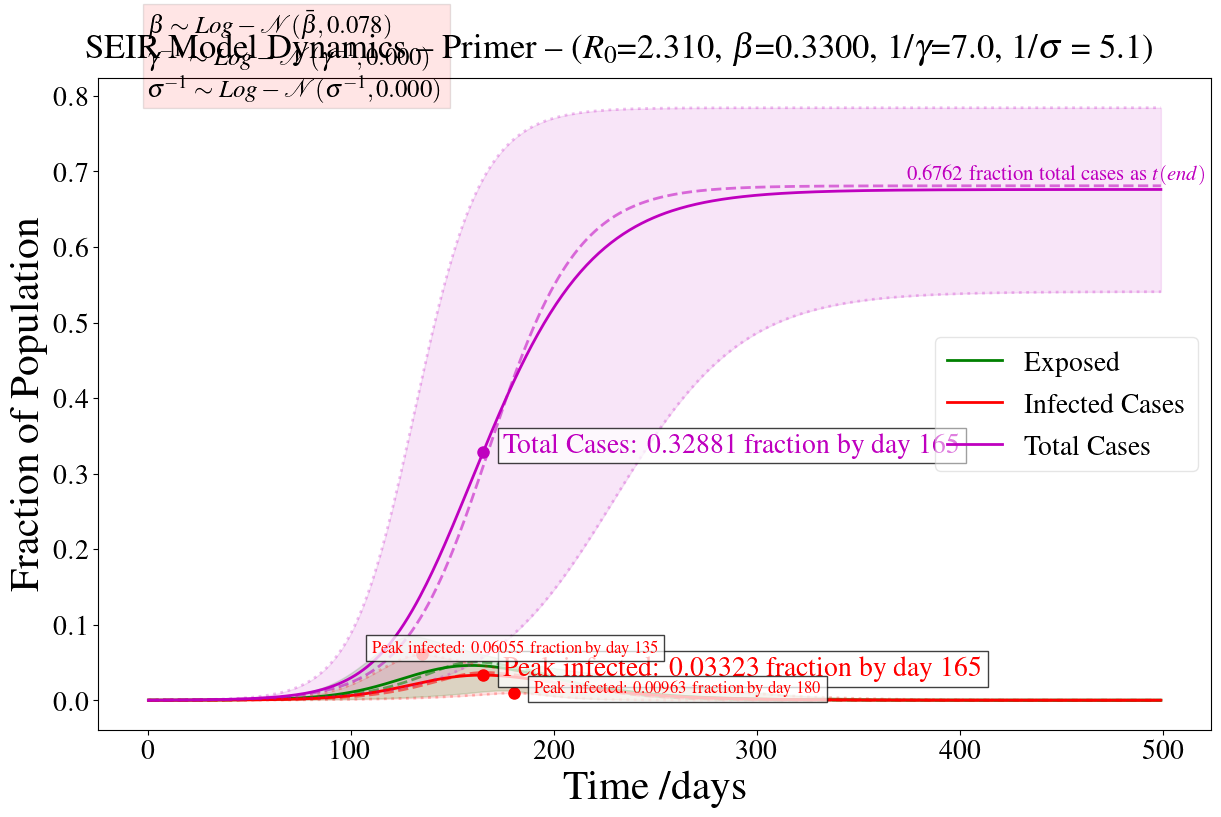 β ∼ Log − 𝒩(β̄, 0.078)
SEIR Model Dynamics – Primer – (R₀=2.310, β=0.3300, 1/γ=7.0, 1/σ = 5.1)
γ⁻¹ ∼ Log − 𝒩(γ⁻¹, 0.000)
σ⁻¹ ∼ Log − 𝒩(σ⁻¹, 0.000)
0.8
0.7
0.6
0.5
0.4
0.3
0.2
0.1
0.0
Fraction of Population
0.6762 fraction total cases as t(end)
Exposed
Infected Cases
Total Cases
Total Cases: 0.32881 fraction by day 165
Peak infected: 0.06055 fraction by day 135
Peak infected: 0.03323 fraction by day 165
Peak infected: 0.00963 fraction by day 180
0 100 200 300 400 500
Time /days